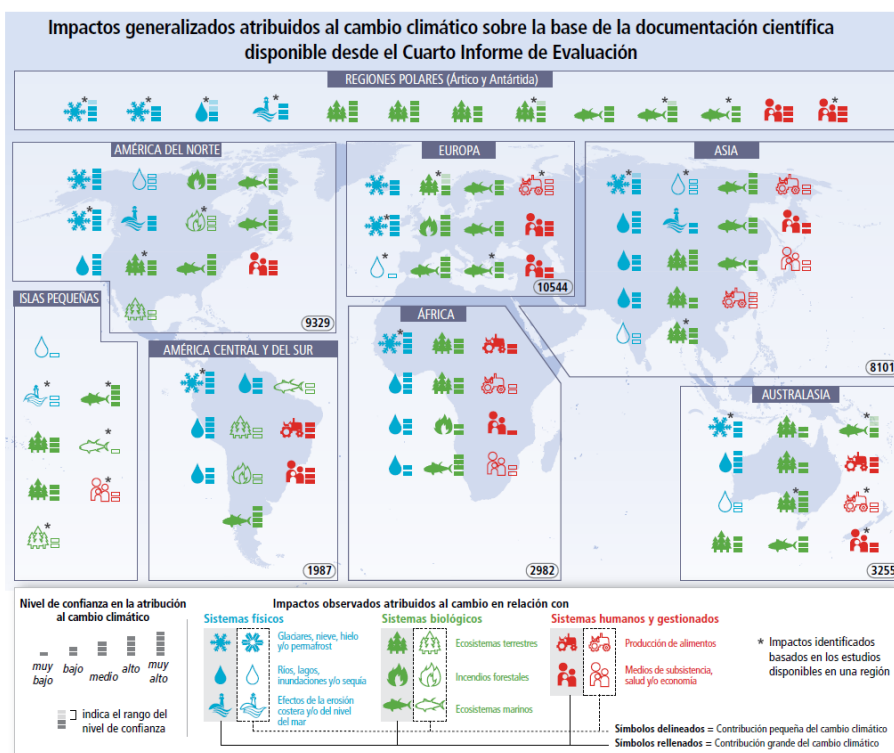 Impactos generalizados atribuidos al cambio climático sobre la base de la documentación científica
disponible desde el Cuarto Informe de Evaluación
REGIONES POLARES (Ártico y Antártida)
AMÉRICA DEL NORTE
EUROPA
ASIA
10544
ISLAS PEQUEÑAS
9329
ÁFRICA
AMÉRICA CENTRAL Y DEL SUR
8101
AUSTRALASIA
1987
2982
3255
Nivel de confianza en la atribución
al cambio climático
muy
bajo
bajo
medio
alto
muy
alto
indica el rango del
nivel de confianza
Impactos observados atribuidos al cambio en relación con
Sistemas físicos
Glaciares, nieve, hielo
y/o permafrost
Ríos, lagos,
inundaciones y/o sequía
Efectos de la erosión
costera y/o del nivel
del mar
Sistemas biológicos
Ecosistemas terrestres
Incendios forestales
Ecosistemas marinos
Sistemas humanos y gestionados
Producción de alimentos
Medios de subsistencia,
salud y/o economía
* Impactos identificados
basados en los estudios
disponibles en una región
Símbolos delineados = Contribución pequeña del cambio climático
Símbolos rellenados = Contribución grande del cambio climático